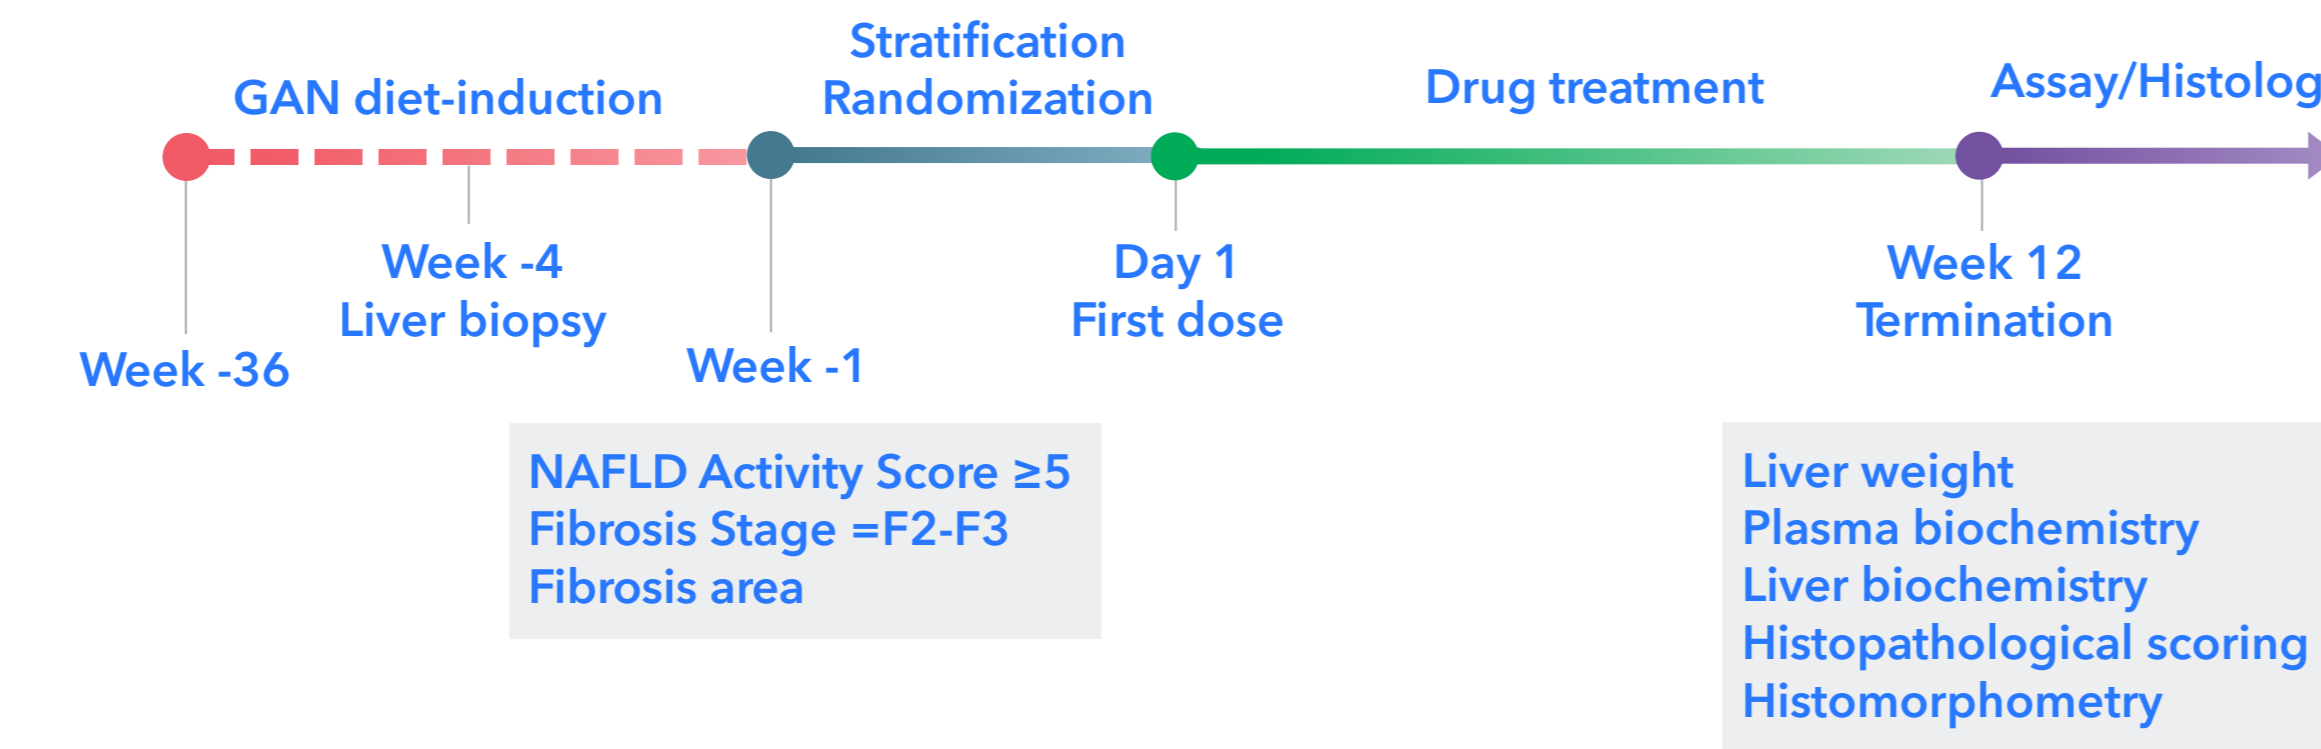 GAN diet-induction
Stratification
Randomization
Drug treatment
Assay/Histolog
Week -36
Week -4
Liver biopsy
Week -1
Day 1
First dose
Week 12
Termination
NAFLD Activity Score ≥5
Fibrosis Stage =F2-F3
Fibrosis area
Liver weight
Plasma biochemistry
Liver biochemistry
Histopathological scoring
Histomorphometry